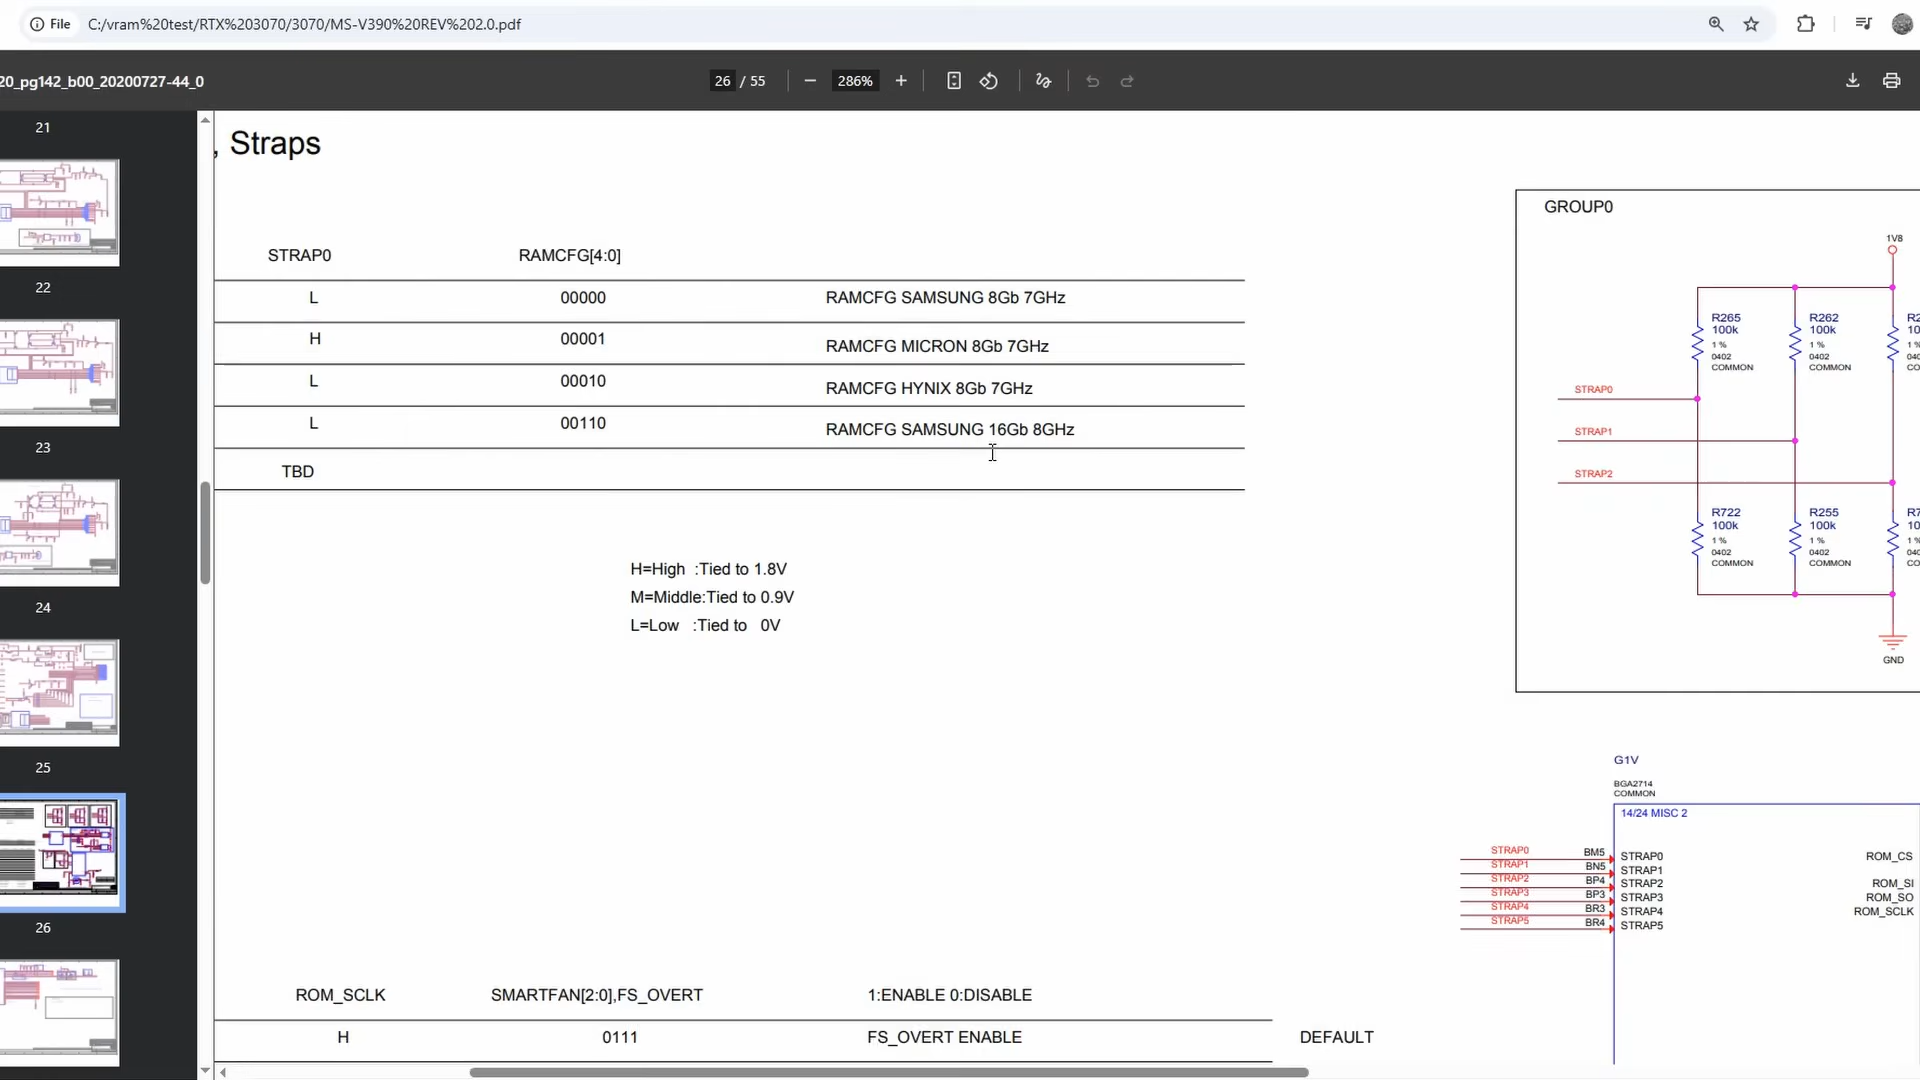 File C:/vram%20test/RTX%203070/3070/MS-V390%20REV%202.0.pdf
20_pg142_b00_20200727-44_0
26 / 55
286%
21
22
23
24
25
26
, Straps
STRAP0 RAMCFG[4:0]
L 00000 RAMCFG SAMSUNG 8Gb 7GHz
H 00001 RAMCFG MICRON 8Gb 7GHz
L 00010 RAMCFG HYNIX 8Gb 7GHz
L 00110 RAMCFG SAMSUNG 16Gb 8GHz
TBD
H=High :Tied to 1.8V
M=Middle:Tied to 0.9V
L=Low :Tied to 0V
ROM_SCLK SMARTFAN[2:0],FS_OVERT 1:ENABLE 0:DISABLE
H 0111 FS_OVERT ENABLE DEFAULT
GROUP0
1V8
R265 R262
100k 100k
1 % 1 %
0402 0402
COMMON COMMON
STRAP0
STRAP1
STRAP2
R722 R255
100k 100k
1 % 1 %
0402 0402
COMMON COMMON
GND
G1V
BGA2714
COMMON
14/24 MISC 2
STRAP0 BM5 STRAP0 ROM_CS
STRAP1 BN5 STRAP1
STRAP2 BP4 STRAP2 ROM_SI
STRAP3 BP3 STRAP3 ROM_SO
STRAP4 BR3 STRAP4 ROM_SCLK
STRAP5 BR4 STRAP5